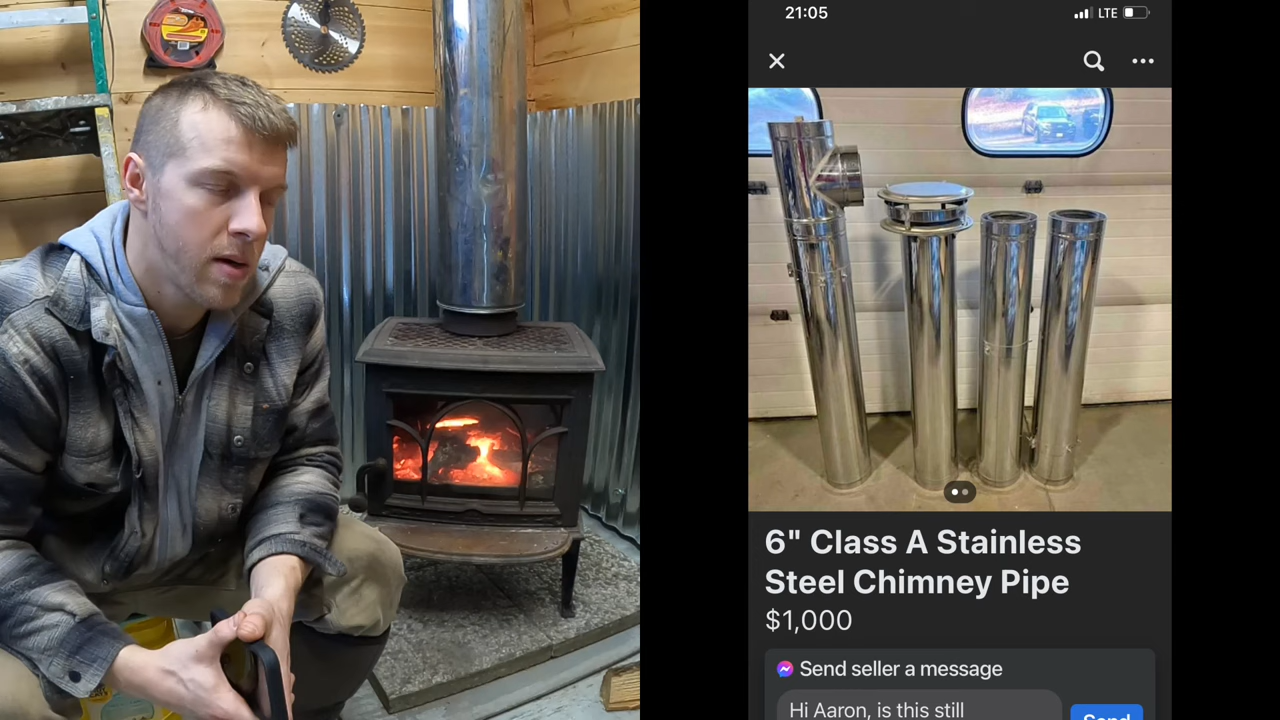 21:05
LTE
6" Class A Stainless
Steel Chimney Pipe
$1,000
Send seller a message
Hi Aaron, is this still
Send